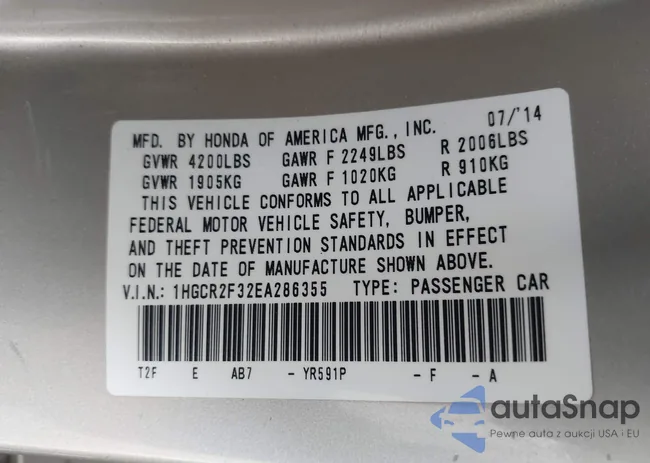 07/'14
MFD. BY HONDA OF AMERICA MFG., INC.
GVWR 4200LBS GAWR F 2249LBS R 2006LBS
GVWR 1905KG GAWR F 1020KG R 910KG
THIS VEHICLE CONFORMS TO ALL APPLICABLE
FEDERAL MOTOR VEHICLE SAFETY, BUMPER,
AND THEFT PREVENTION STANDARDS IN EFFECT
ON THE DATE OF MANUFACTURE SHOWN ABOVE.
V.I.N.: 1HGCR2F32EA286355 TYPE: PASSENGER CAR
T2F E AB7 - YR591P - F - A
autaSnap
Pewne auta z aukcji USA i EU